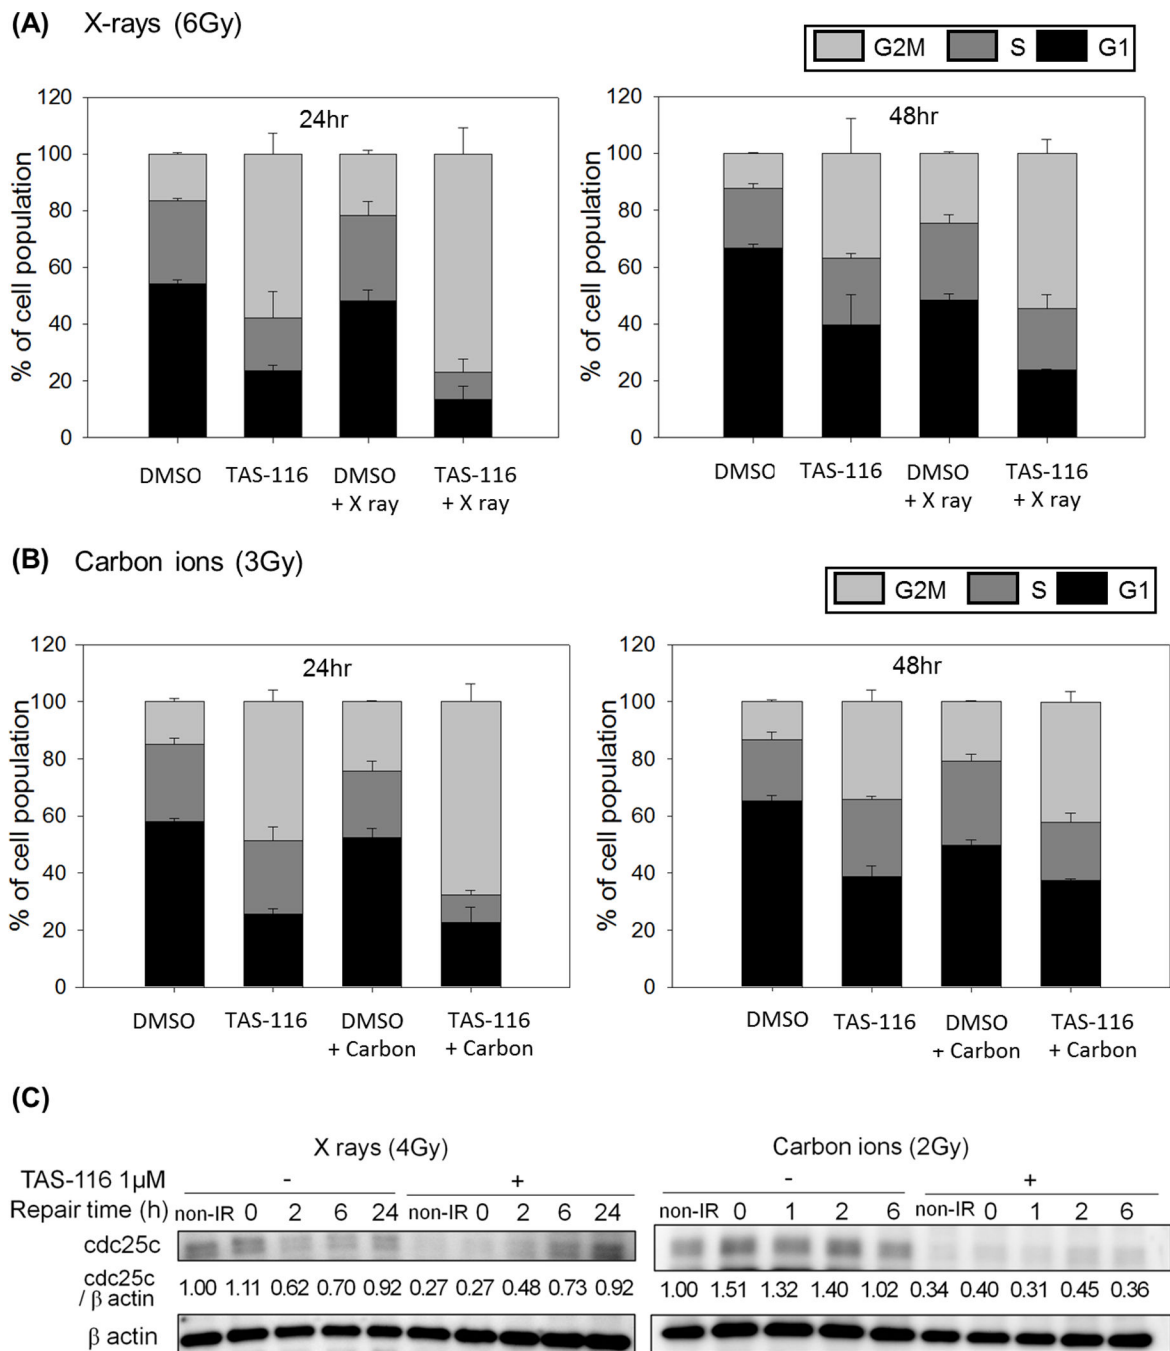 (A) X-rays (6Gy)
G2M S G1
24hr
120
100
80
60
40
20
0
% of cell population
DMSO TAS-116 DMSO + X ray TAS-116 + X ray
48hr
120
100
80
60
40
20
0
% of cell population
DMSO TAS-116 DMSO + X ray TAS-116 + X ray
(B) Carbon ions (3Gy)
G2M S G1
24hr
120
100
80
60
40
20
0
% of cell population
DMSO TAS-116 DMSO + Carbon TAS-116 + Carbon
48hr
120
100
80
60
40
20
0
% of cell population
DMSO TAS-116 DMSO + Carbon TAS-116 + Carbon
(C)
X rays (4Gy) Carbon ions (2Gy)
TAS-116 1µM - + - +
Repair time (h) non-IR 0 2 6 24 non-IR 0 2 6 24 non-IR 0 1 2 6 non-IR 0 1 2 6
cdc25c
cdc25c / β actin 1.00 1.11 0.62 0.70 0.92 0.27 0.27 0.48 0.73 0.92 1.00 1.51 1.32 1.40 1.02 0.34 0.40 0.31 0.45 0.36
β actin